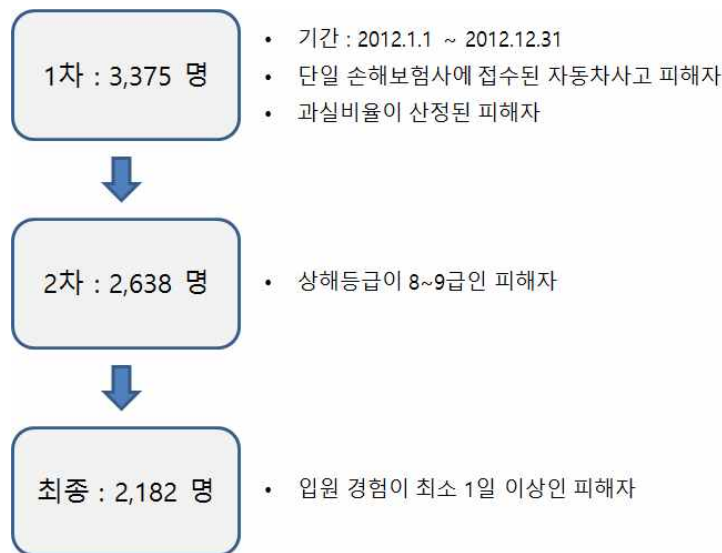 1차 : 3,375 명
• 기간 : 2012.1.1 ~ 2012.12.31
• 단일 손해보험사에 접수된 자동차사고 피해자
• 과실비율이 산정된 피해자
2차 : 2,638 명
• 상해등급이 8~9급인 피해자
최종 : 2,182 명
• 입원 경험이 최소 1일 이상인 피해자